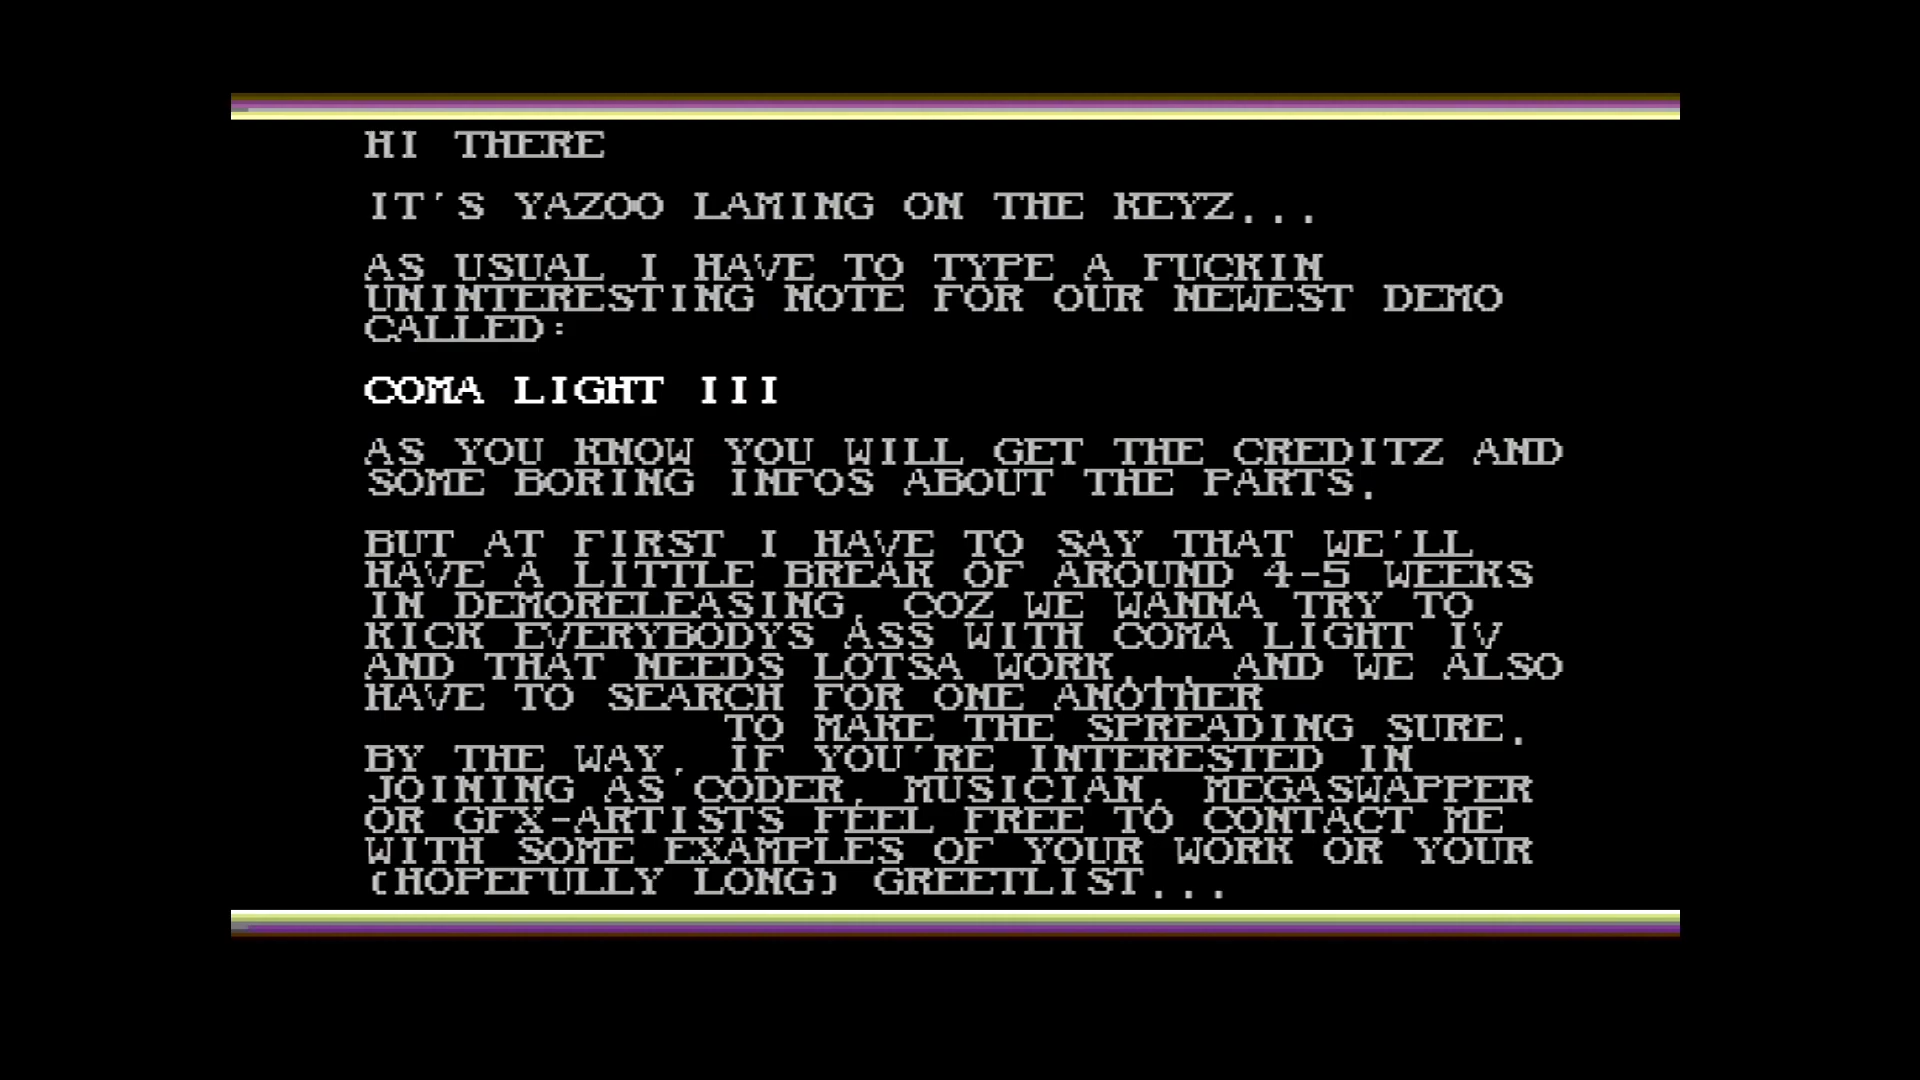 HI THERE
IT'S YAZOO LAMING ON THE KEYZ...
AS USUAL I HAVE TO TYPE A FUCKIN
UNINTERESTING NOTE FOR OUR NEWEST DEMO
CALLED:
COMA LIGHT III
AS YOU KNOW YOU WILL GET THE CREDITZ AND
SOME BORING INFOS ABOUT THE PARTS.
BUT AT FIRST I HAVE TO SAY THAT WE'LL
HAVE A LITTLE BREAK OF AROUND 4-5 WEEKS
IN DEMORELEASING, COZ WE WANNA TRY TO
KICK EVERYBODYS ASS WITH COMA LIGHT IV
AND THAT NEEDS LOTSA WORK... AND WE ALSO
HAVE TO SEARCH FOR ONE ANOTHER
TO MAKE THE SPREADING SURE.
BY THE WAY, IF YOU'RE INTERESTED IN
JOINING AS CODER, MUSICIAN, MEGASWAPPER
OR GFX-ARTISTS FEEL FREE TO CONTACT ME
WITH SOME EXAMPLES OF YOUR WORK OR YOUR
(HOPEFULLY LONG) GREETLIST...